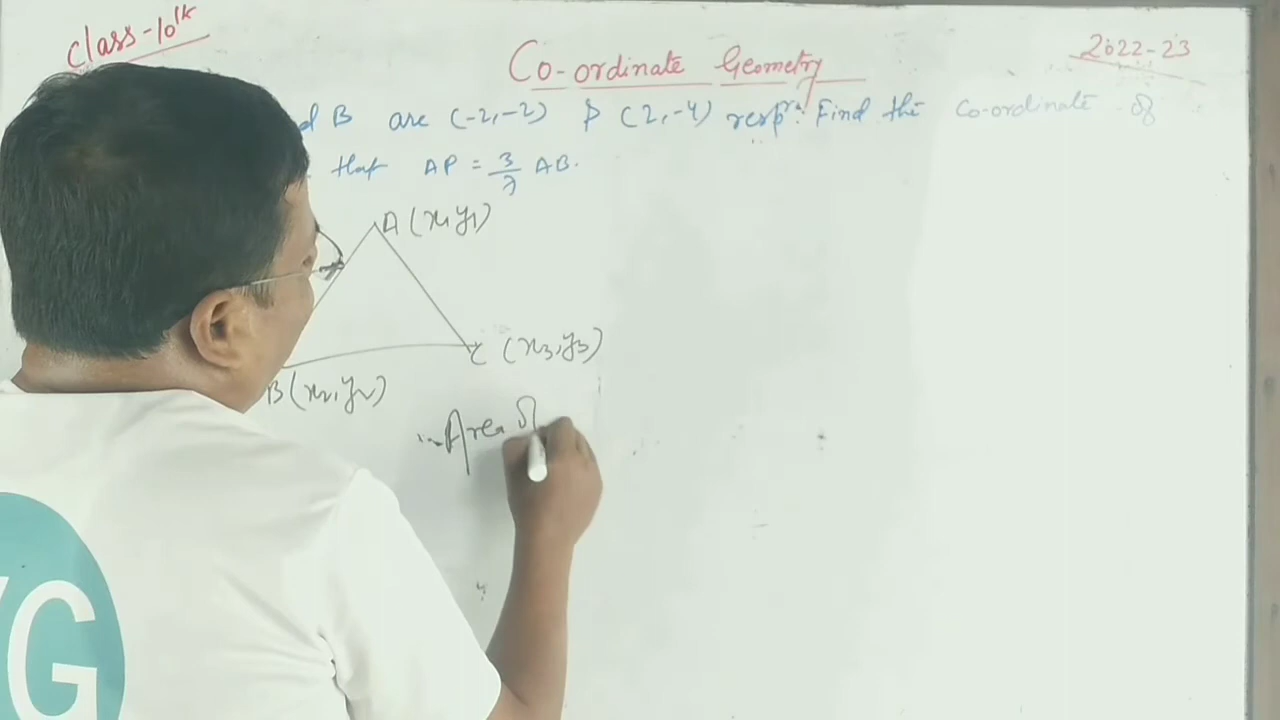 Class-10th
Co-ordinate Geometry
2022-23
d B are (-2,-2) & (2,-4) resp. Find the Co-ordinate of
that AP = 3/7 AB.
A (x1,y1)
C (x3,y3)
B (x2,y2)
Area of
G